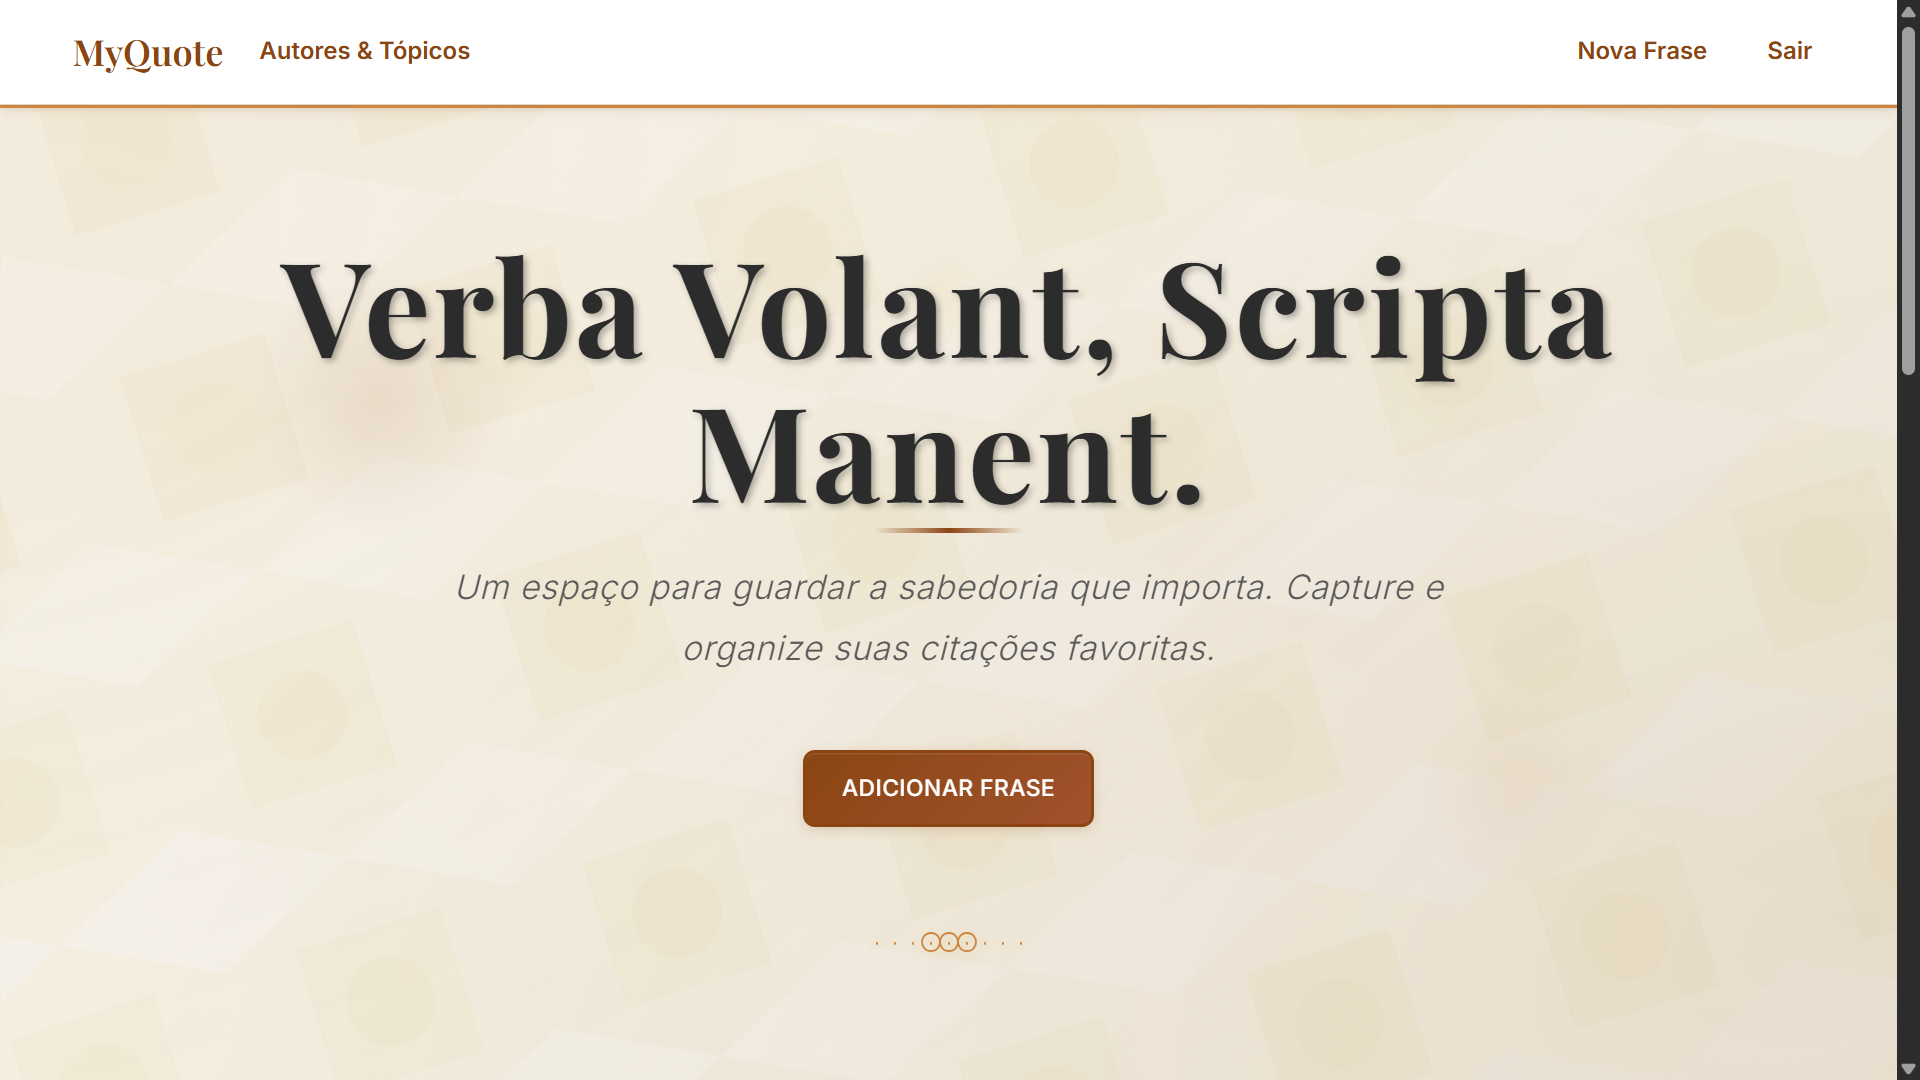 MyQuote
Autores & Tópicos
Nova Frase
Sair
Verba Volant, Scripta
Manent.
Um espaço para guardar a sabedoria que importa. Capture e
organize suas citações favoritas.
ADICIONAR FRASE